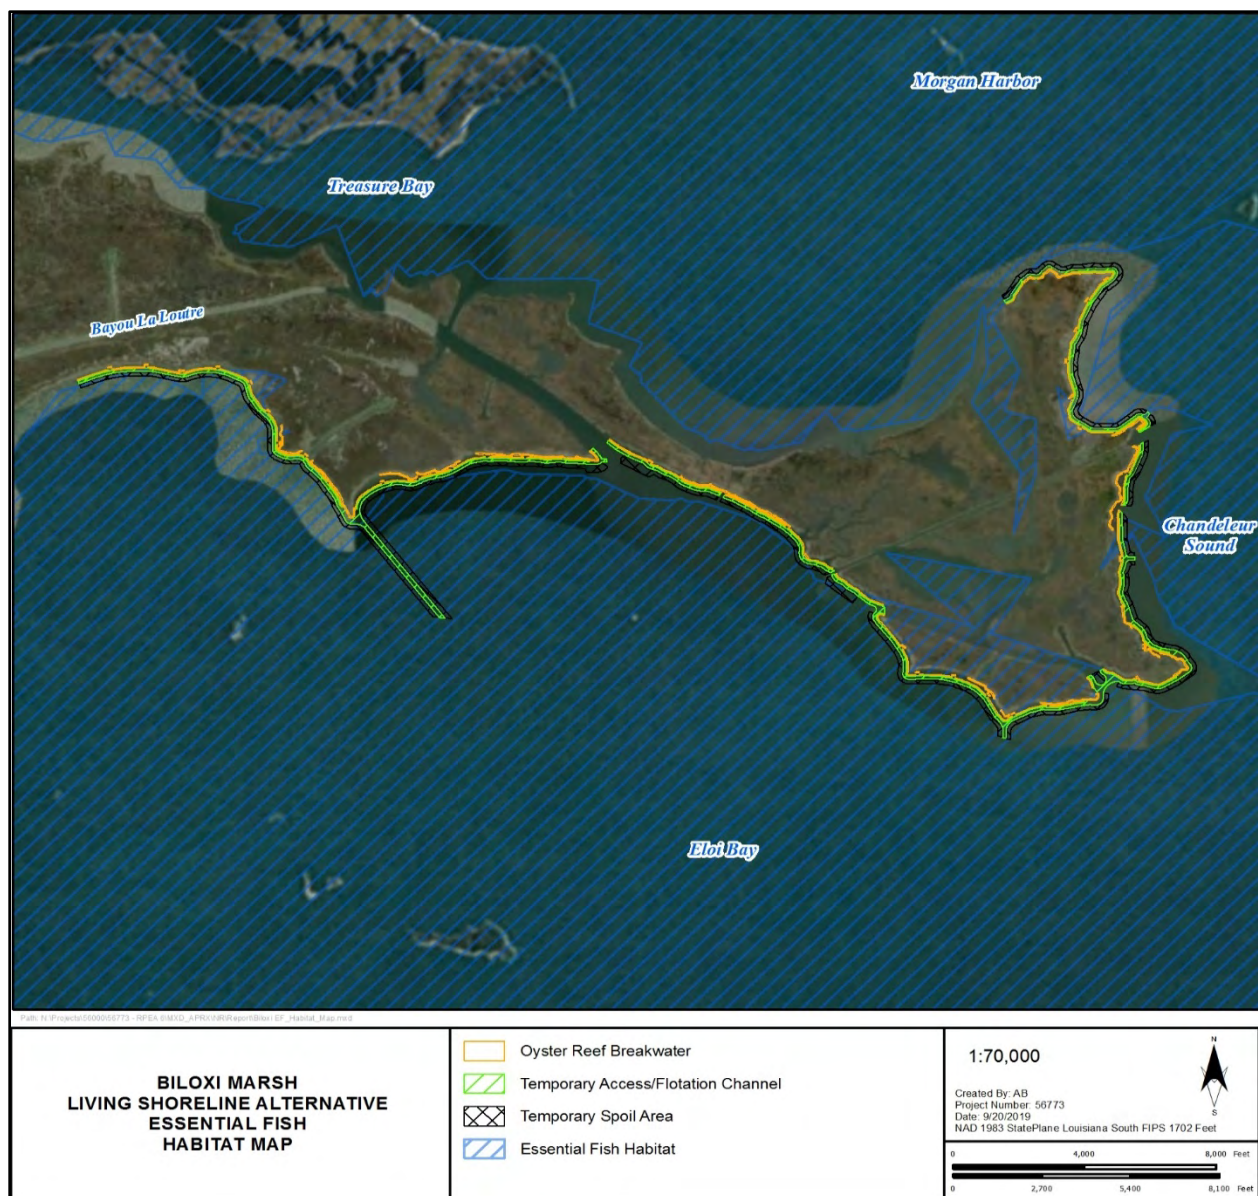 Morgan Harbor
Treasure Bay
Bayou La Loutre
Chandeleur
Sound
Eloi Bay
BILOXI MARSH
LIVING SHORELINE ALTERNATIVE
ESSENTIAL FISH
HABITAT MAP
Oyster Reef Breakwater
Temporary Access/Flotation Channel
Temporary Spoil Area
Essential Fish Habitat
1:70,000
N
S
Created By: AB
Project Number: 56773
Date: 9/20/2019
NAD 1983 StatePlane Louisiana South FIPS 1702 Feet
0 4,000 8,000 Feet
0 2,700 5,400 8,100 Feet